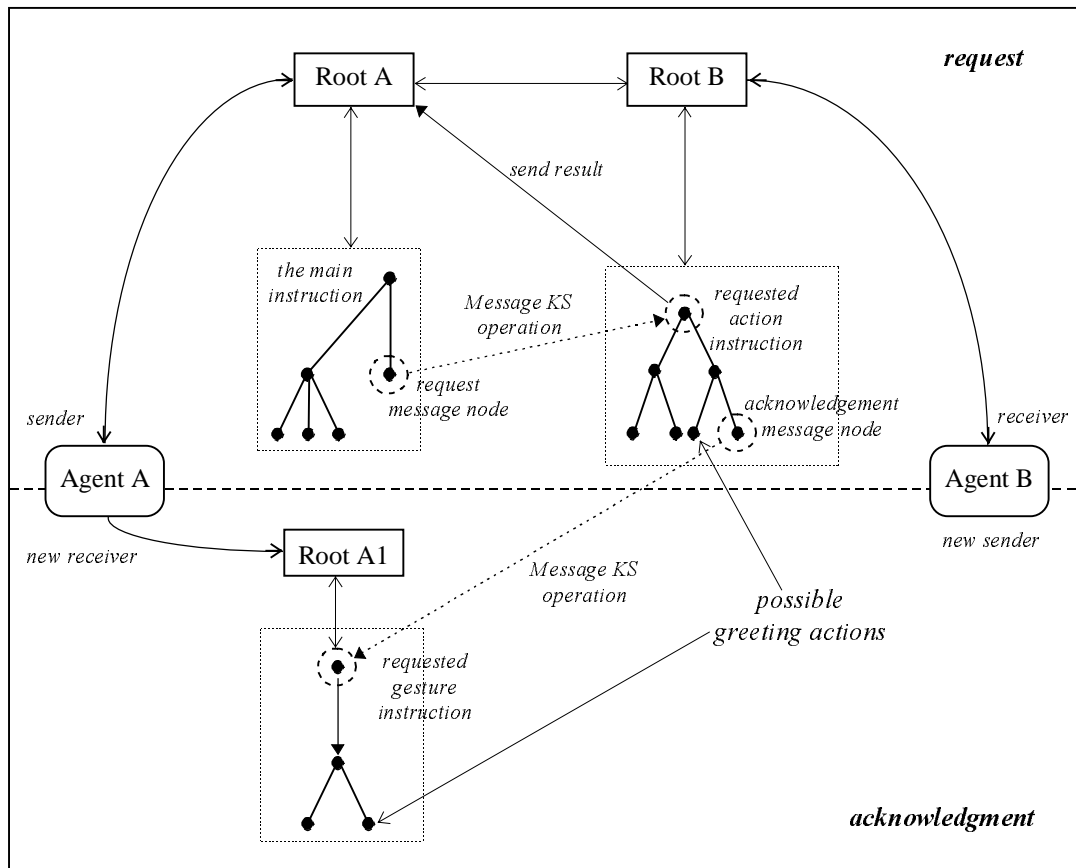 Root A
Root B
request
send result
the main
instruction
Message KS
operation
requested
action
instruction
request
message node
acknowledgement
message node
sender
receiver
Agent A
Agent B
new receiver
new sender
Root A1
Message KS
operation
possible
greeting actions
requested
gesture
instruction
acknowledgment